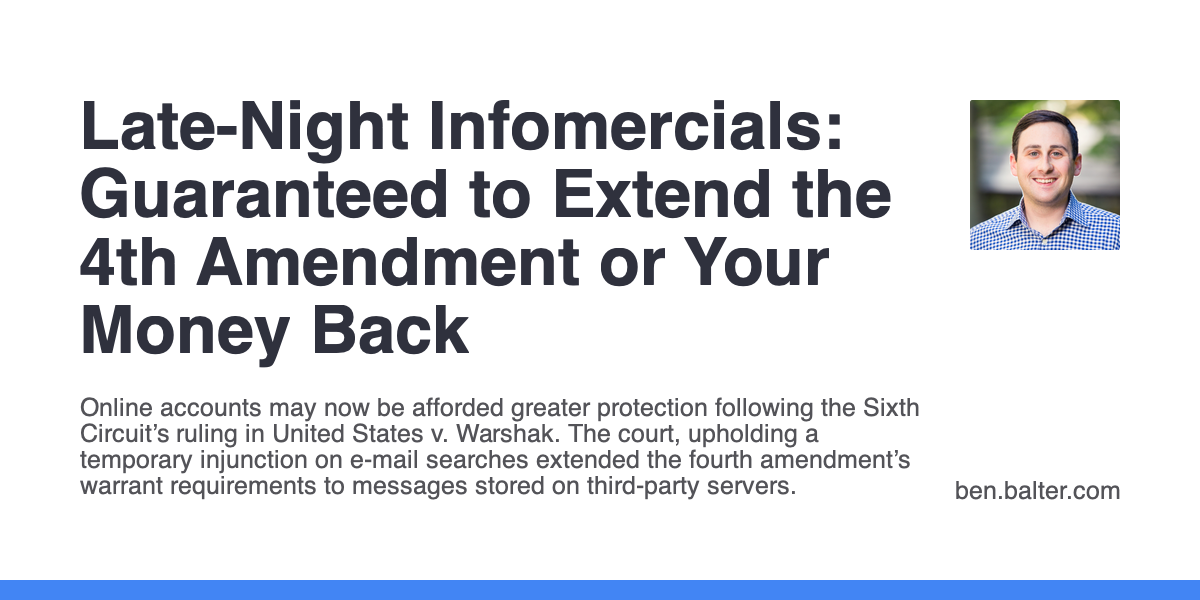 Late-Night Infomercials:
Guaranteed to Extend the
4th Amendment or Your
Money Back
Online accounts may now be afforded greater protection following the Sixth
Circuit’s ruling in United States v. Warshak. The court, upholding a
temporary injunction on e-mail searches extended the fourth amendment’s
warrant requirements to messages stored on third-party servers.
ben.balter.com